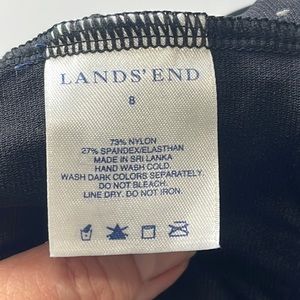 LANDS' END
8
73% NYLON
27% SPANDEX/ELASTHAN
MADE IN SRI LANKA
HAND WASH COLD.
WASH DARK COLORS SEPARATELY.
DO NOT BLEACH.
LINE DRY. DO NOT IRON.